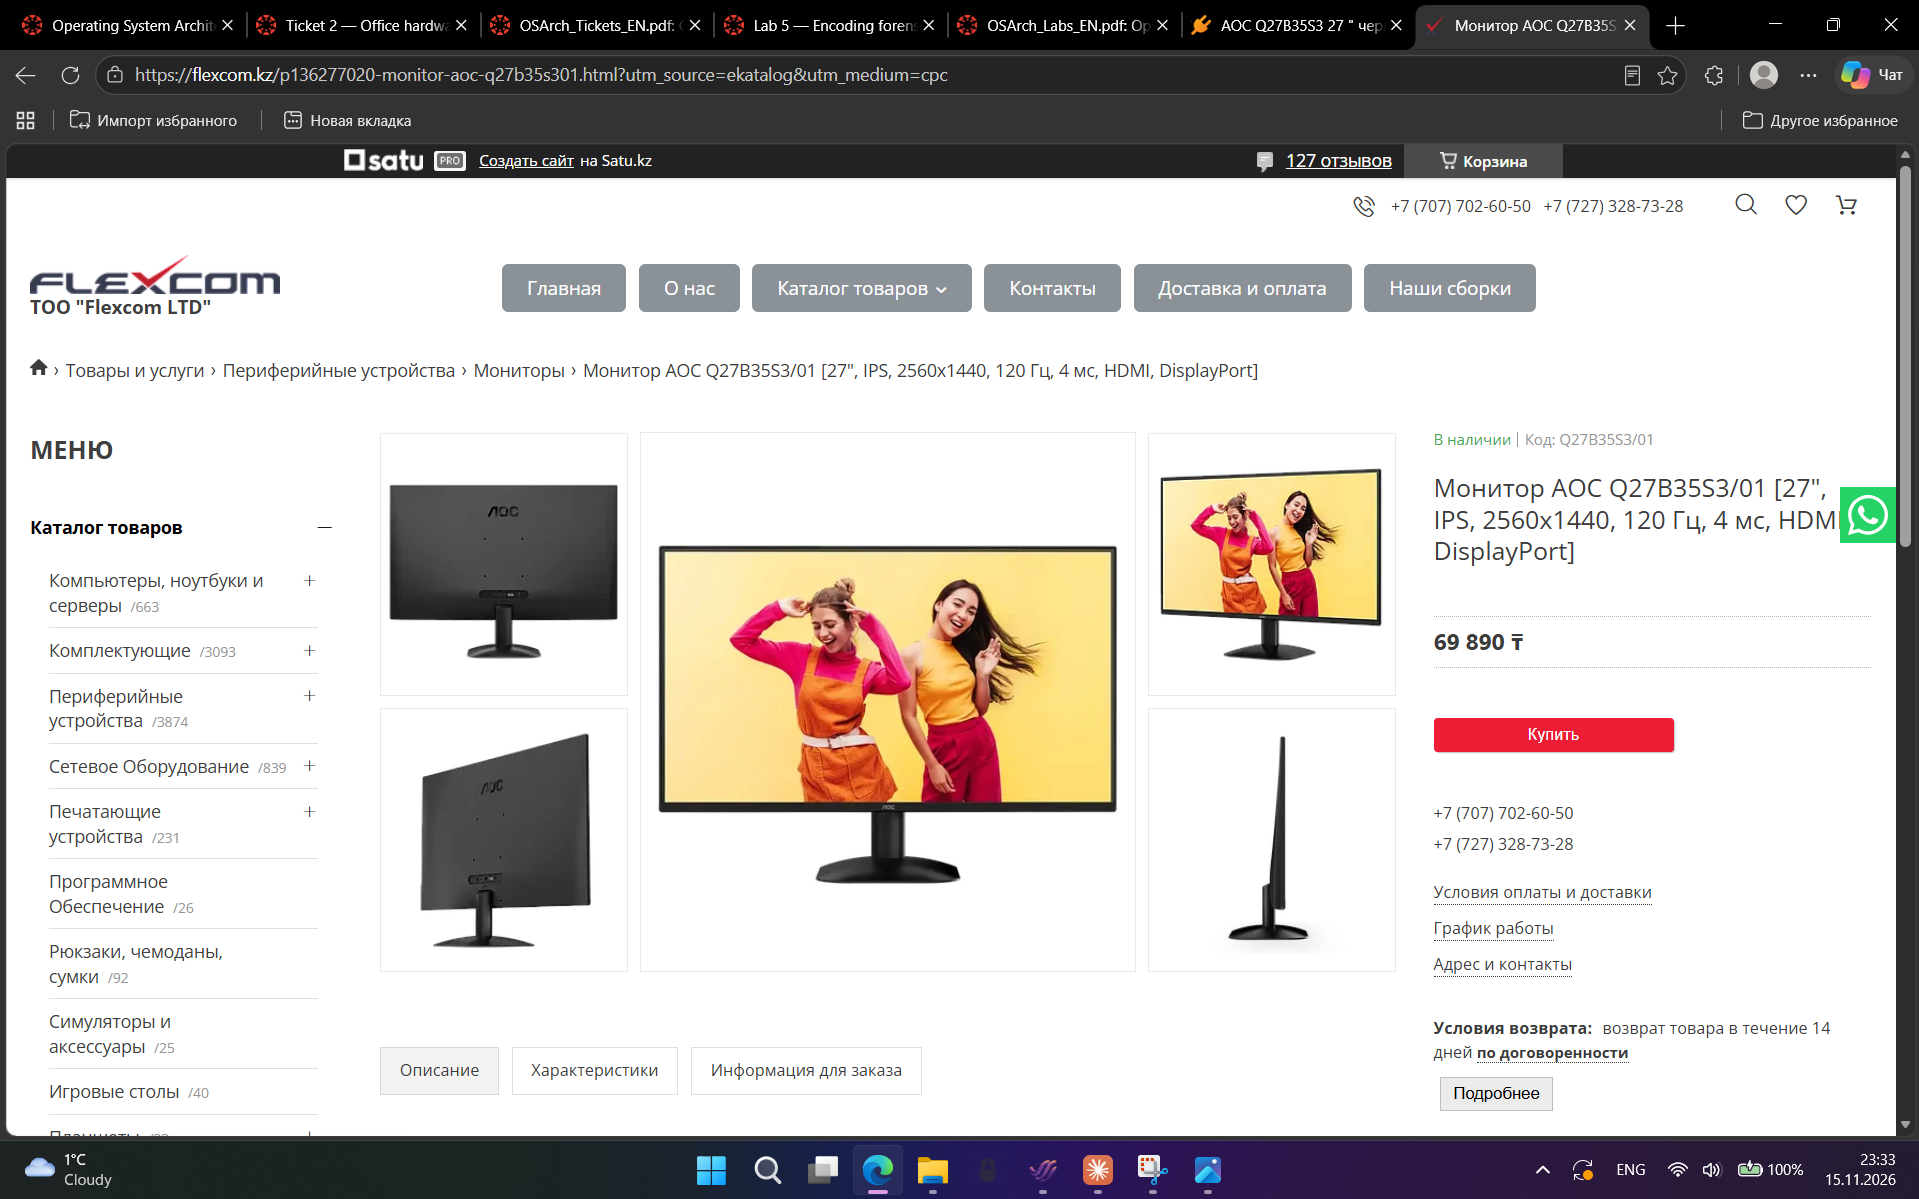 Operating System Archite
Ticket 2 — Office hardwa
OSArch_Tickets_EN.pdf:
Lab 5 — Encoding foren
OSArch_Labs_EN.pdf: Op
AOC Q27B35S3 27 " чер
Монитор AOC Q27B35S
https://flexcom.kz/p136277020-monitor-aoc-q27b35s301.html?utm_source=ekatalog&utm_medium=cpc
Чат
Импорт избранного
Новая вкладка
Другое избранное
satu PRO Создать сайт на Satu.kz
127 отзывов
Корзина
+7 (707) 702-60-50 +7 (727) 328-73-28
FLEXCOM
ТОО "Flexcom LTD"
Главная
О нас
Каталог товаров
Контакты
Доставка и оплата
Наши сборки
› Товары и услуги › Периферийные устройства › Мониторы › Монитор AOC Q27B35S3/01 [27", IPS, 2560x1440, 120 Гц, 4 мс, HDMI, DisplayPort]
МЕНЮ
Каталог товаров
Компьютеры, ноутбуки и
серверы /663
Комплектующие /3093
Периферийные
устройства /3874
Сетевое Оборудование /839
Печатающие
устройства /231
Программное
Обеспечение /26
Рюкзаки, чемоданы,
сумки /92
Симуляторы и
аксессуары /25
Игровые столы /40
AOC
AOC
AOC
В наличии | Код: Q27B35S3/01
Монитор AOC Q27B35S3/01 [27",
IPS, 2560x1440, 120 Гц, 4 мс, HDMI
DisplayPort]
69 890 ₸
Купить
+7 (707) 702-60-50
+7 (727) 328-73-28
Условия оплаты и доставки
График работы
Адрес и контакты
Условия возврата: возврат товара в течение 14
дней по договоренности
Подробнее
Описание
Характеристики
Информация для заказа
1°C
Cloudy
ENG
100%
23:33
15.11.2026